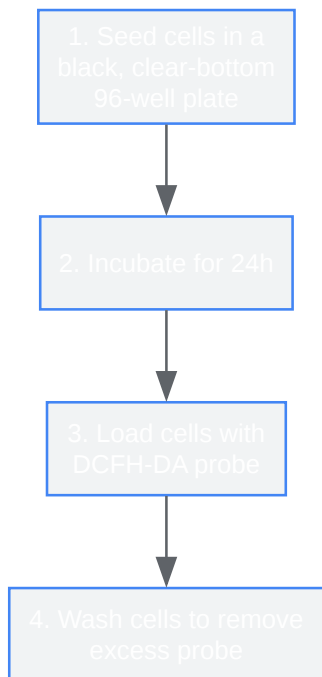 1. Seed cells in a
black, clear-bottom
96-well plate
2. Incubate for 24h
3. Load cells with
DCFH-DA probe
4. Wash cells to remove
excess probe